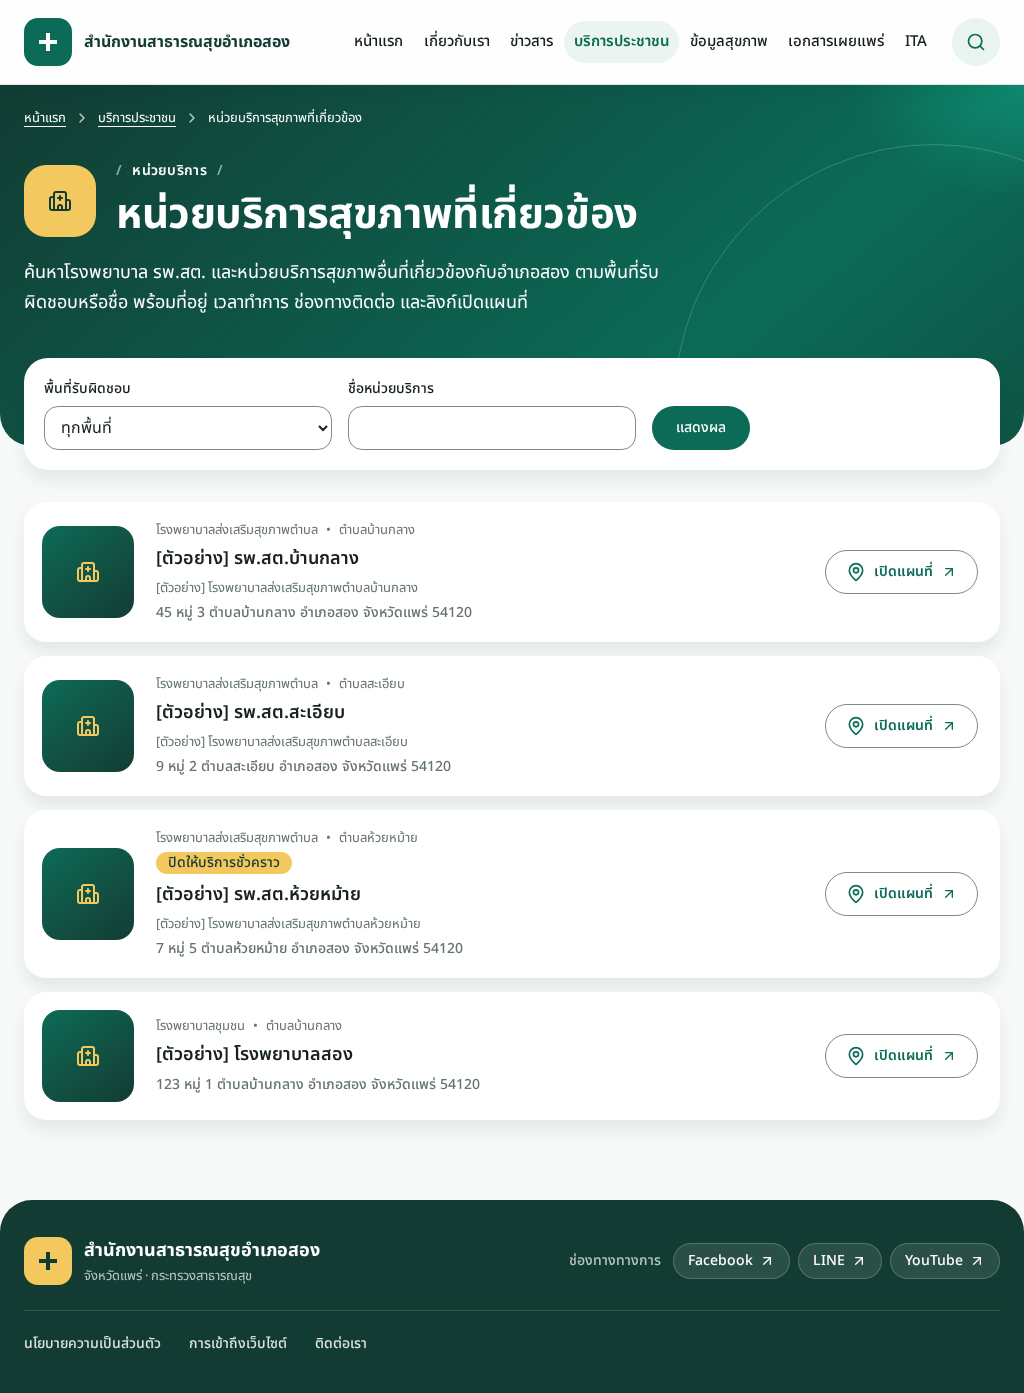 สำนักงานสาธารณสุขอำเภอสอง
หน้าแรก เกี่ยวกับเรา ข่าวสาร บริการประชาชน ข้อมูลสุขภาพ เอกสารเผยแพร่ ITA
หน้าแรก > บริการประชาชน > หน่วยบริการสุขภาพที่เกี่ยวข้อง
/ หน่วยบริการ /
หน่วยบริการสุขภาพที่เกี่ยวข้อง
ค้นหาโรงพยาบาล รพ.สต. และหน่วยบริการสุขภาพอื่นที่เกี่ยวข้องกับอำเภอสอง ตามพื้นที่รับ
ผิดชอบหรือชื่อ พร้อมที่อยู่ เวลาทำการ ช่องทางติดต่อ และลิงก์เปิดแผนที่
พื้นที่รับผิดชอบ
ทุกพื้นที่
ชื่อหน่วยบริการ
แสดงผล
โรงพยาบาลส่งเสริมสุขภาพตำบล • ตำบลบ้านกลาง
[ตัวอย่าง] รพ.สต.บ้านกลาง
[ตัวอย่าง] โรงพยาบาลส่งเสริมสุขภาพตำบลบ้านกลาง
45 หมู่ 3 ตำบลบ้านกลาง อำเภอสอง จังหวัดแพร่ 54120
เปิดแผนที่
โรงพยาบาลส่งเสริมสุขภาพตำบล • ตำบลสะเอียบ
[ตัวอย่าง] รพ.สต.สะเอียบ
[ตัวอย่าง] โรงพยาบาลส่งเสริมสุขภาพตำบลสะเอียบ
9 หมู่ 2 ตำบลสะเอียบ อำเภอสอง จังหวัดแพร่ 54120
เปิดแผนที่
โรงพยาบาลส่งเสริมสุขภาพตำบล • ตำบลห้วยหม้าย
ปิดให้บริการชั่วคราว
[ตัวอย่าง] รพ.สต.ห้วยหม้าย
[ตัวอย่าง] โรงพยาบาลส่งเสริมสุขภาพตำบลห้วยหม้าย
7 หมู่ 5 ตำบลห้วยหม้าย อำเภอสอง จังหวัดแพร่ 54120
เปิดแผนที่
โรงพยาบาลชุมชน • ตำบลบ้านกลาง
[ตัวอย่าง] โรงพยาบาลสอง
123 หมู่ 1 ตำบลบ้านกลาง อำเภอสอง จังหวัดแพร่ 54120
เปิดแผนที่
สำนักงานสาธารณสุขอำเภอสอง
จังหวัดแพร่ · กระทรวงสาธารณสุข
ช่องทางทางการ Facebook LINE YouTube
นโยบายความเป็นส่วนตัว การเข้าถึงเว็บไซต์ ติดต่อเรา